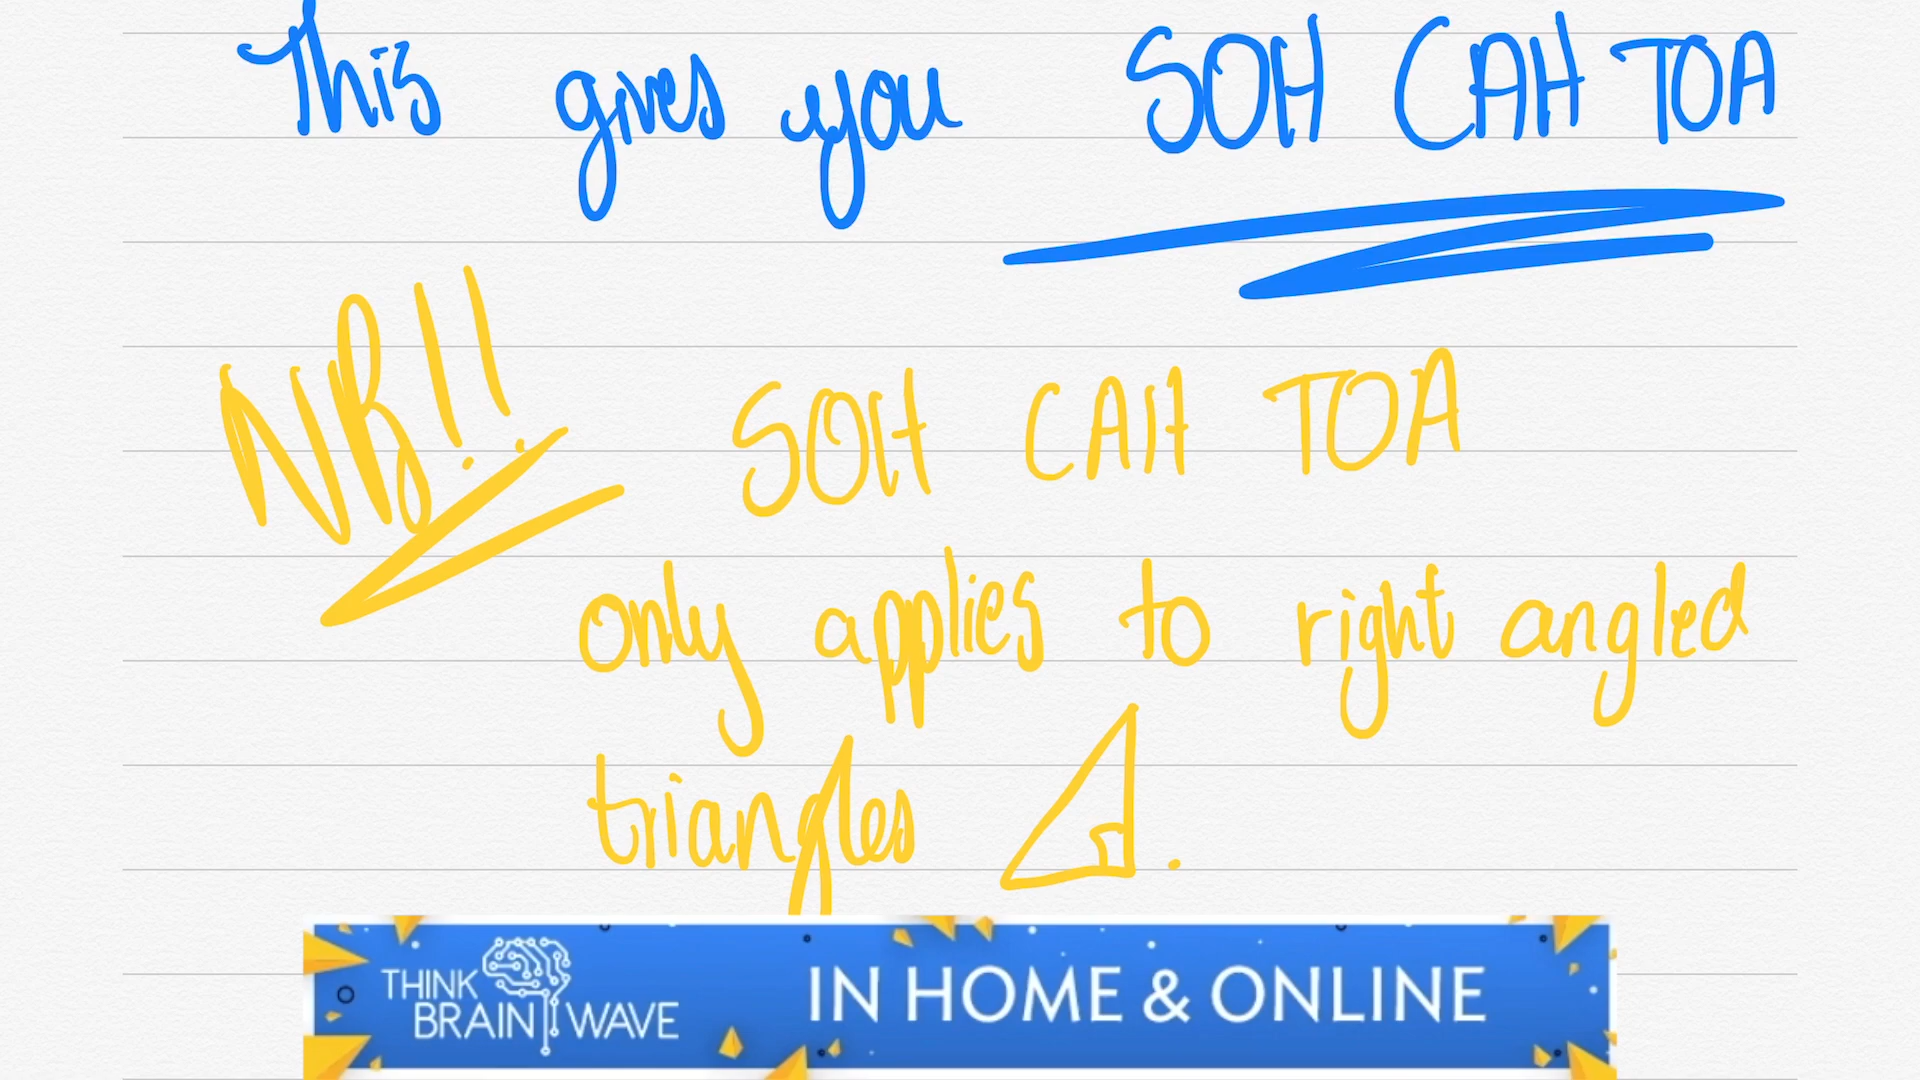 This gives you SOH CAH TOA
NB!! SOH CAH TOA
only applies to right angled
triangles .
THINK
BRAIN WAVE
IN HOME & ONLINE